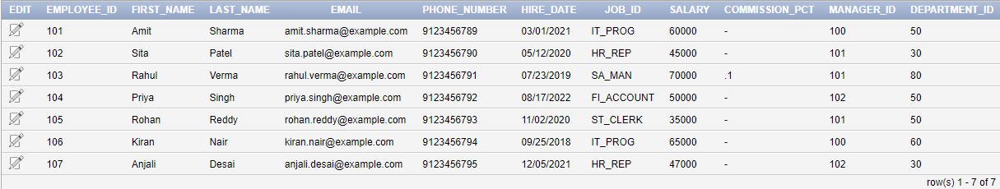 EDIT EMPLOYEE_ID FIRST_NAME LAST_NAME EMAIL PHONE_NUMBER HIRE_DATE JOB_ID SALARY COMMISSION_PCT MANAGER_ID DEPARTMENT_ID
101 Amit Sharma amit.sharma@example.com 9123456789 03/01/2021 IT_PROG 60000 - 100 50
102 Sita Patel sita.patel@example.com 9123456790 05/12/2020 HR_REP 45000 - 101 30
103 Rahul Verma rahul.verma@example.com 9123456791 07/23/2019 SA_MAN 70000 .1 101 80
104 Priya Singh priya.singh@example.com 9123456792 08/17/2022 FI_ACCOUNT 50000 - 102 50
105 Rohan Reddy rohan.reddy@example.com 9123456793 11/02/2020 ST_CLERK 35000 - 101 50
106 Kiran Nair kiran.nair@example.com 9123456794 09/25/2018 IT_PROG 65000 - 100 60
107 Anjali Desai anjali.desai@example.com 9123456795 12/05/2021 HR_REP 47000 - 102 30
row(s) 1 - 7 of 7